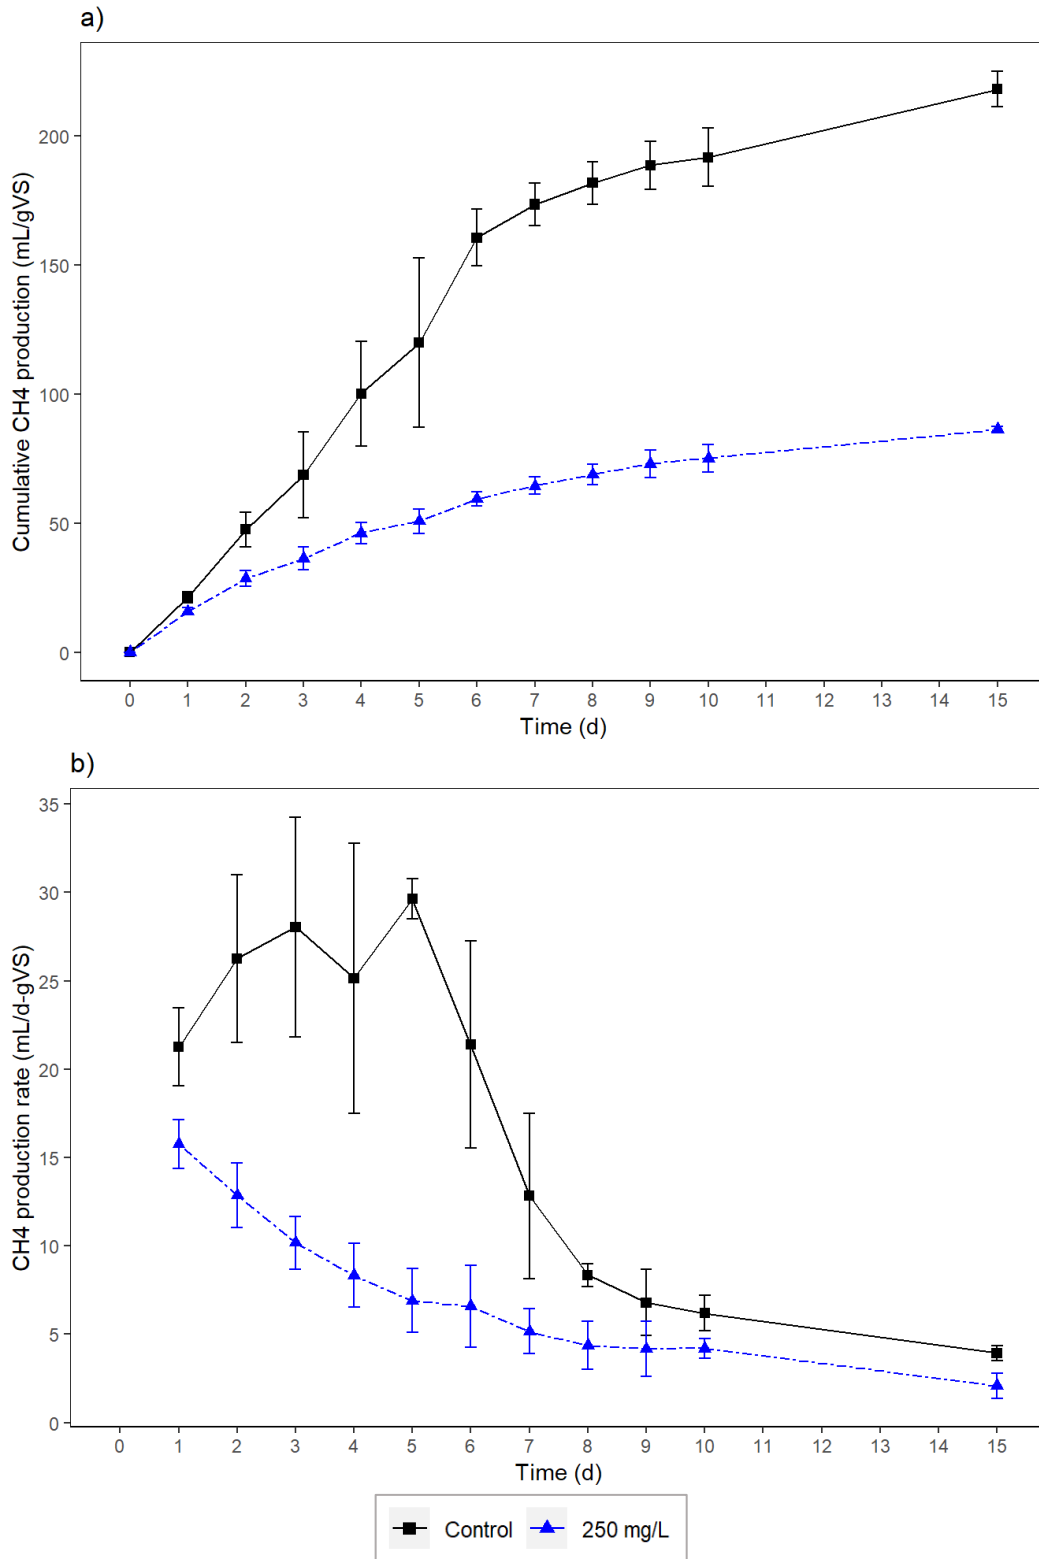 a)
Cumulative CH4 production (mL/gVS)
200
150
100
50
0
0 1 2 3 4 5 6 7 8 9 10 11 12 13 14 15
Time (d)
b)
CH4 production rate (mL/d-gVS)
35
30
25
20
15
10
5
0
0 1 2 3 4 5 6 7 8 9 10 11 12 13 14 15
Time (d)
Control 250 mg/L